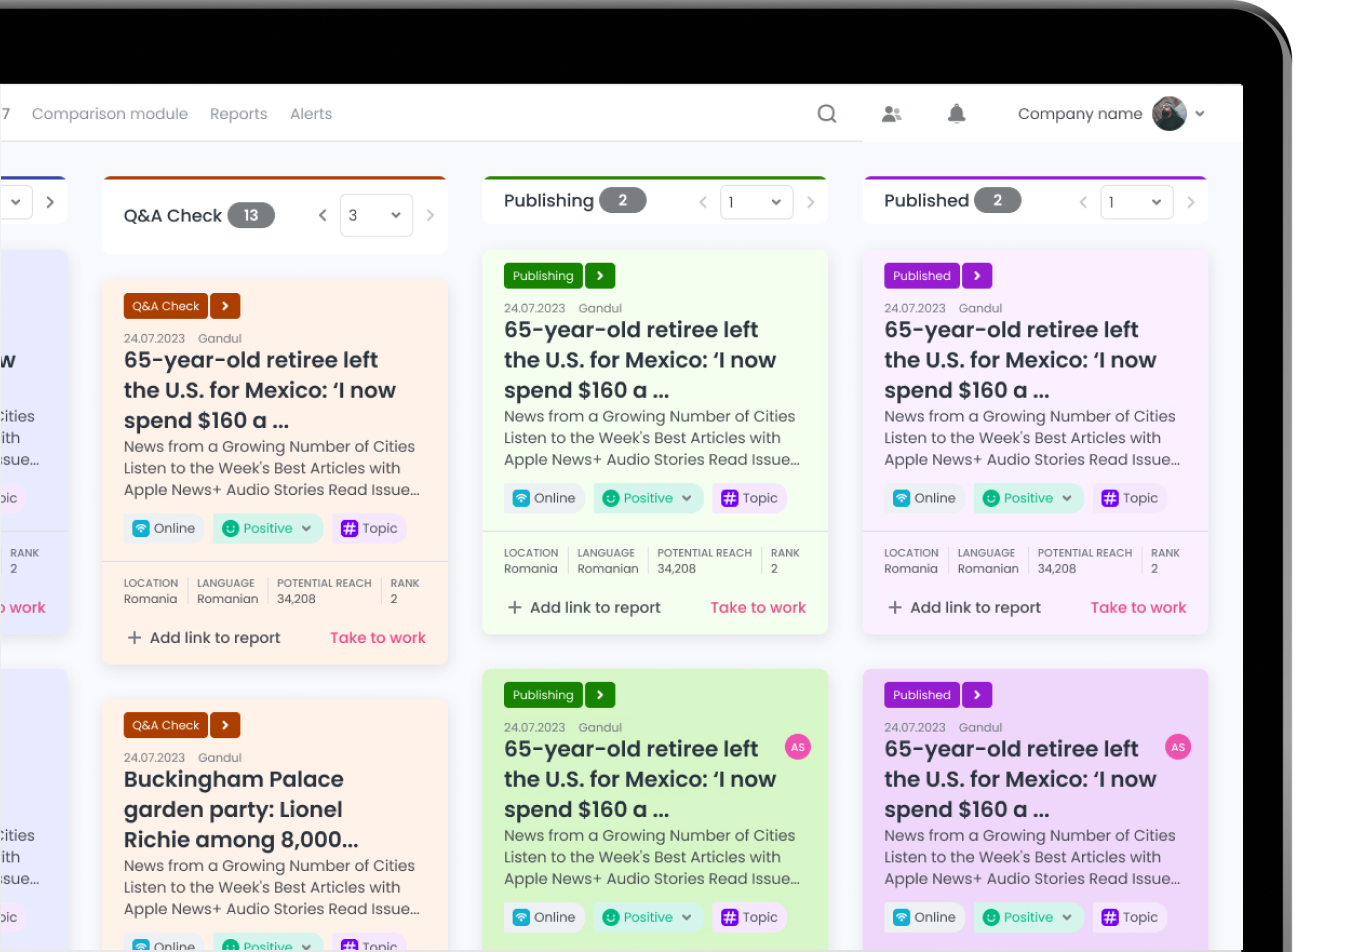 7 Comparison module Reports Alerts Company name
Q&A Check 13 3
Publishing 2 1
Published 2 1
w
Cities
ith
ssue...
pic
RANK
2
o work
Cities
ith
ssue...
pic
Q&A Check
24.07.2023 Gandul
65-year-old retiree left
the U.S. for Mexico: ‘I now
spend $160 a ...
News from a Growing Number of Cities
Listen to the Week's Best Articles with
Apple News+ Audio Stories Read Issue...
Online Positive Topic
LOCATION LANGUAGE POTENTIAL REACH RANK
Romania Romanian 34,208 2
Add link to report Take to work
Q&A Check
24.07.2023 Gandul
Buckingham Palace
garden party: Lionel
Richie among 8,000...
News from a Growing Number of Cities
Listen to the Week's Best Articles with
Apple News+ Audio Stories Read Issue...
Online Positive Topic
Publishing
24.07.2023 Gandul
65-year-old retiree left
the U.S. for Mexico: ‘I now
spend $160 a ...
News from a Growing Number of Cities
Listen to the Week's Best Articles with
Apple News+ Audio Stories Read Issue...
Online Positive Topic
LOCATION LANGUAGE POTENTIAL REACH RANK
Romania Romanian 34,208 2
Add link to report Take to work
Publishing
24.07.2023 Gandul
65-year-old retiree left AS
the U.S. for Mexico: ‘I now
spend $160 a ...
News from a Growing Number of Cities
Listen to the Week's Best Articles with
Apple News+ Audio Stories Read Issue...
Online Positive Topic
Published
24.07.2023 Gandul
65-year-old retiree left
the U.S. for Mexico: ‘I now
spend $160 a ...
News from a Growing Number of Cities
Listen to the Week's Best Articles with
Apple News+ Audio Stories Read Issue...
Online Positive Topic
LOCATION LANGUAGE POTENTIAL REACH RANK
Romania Romanian 34,208 2
Add link to report Take to work
Published
24.07.2023 Gandul
65-year-old retiree left AS
the U.S. for Mexico: ‘I now
spend $160 a ...
News from a Growing Number of Cities
Listen to the Week's Best Articles with
Apple News+ Audio Stories Read Issue...
Online Positive Topic